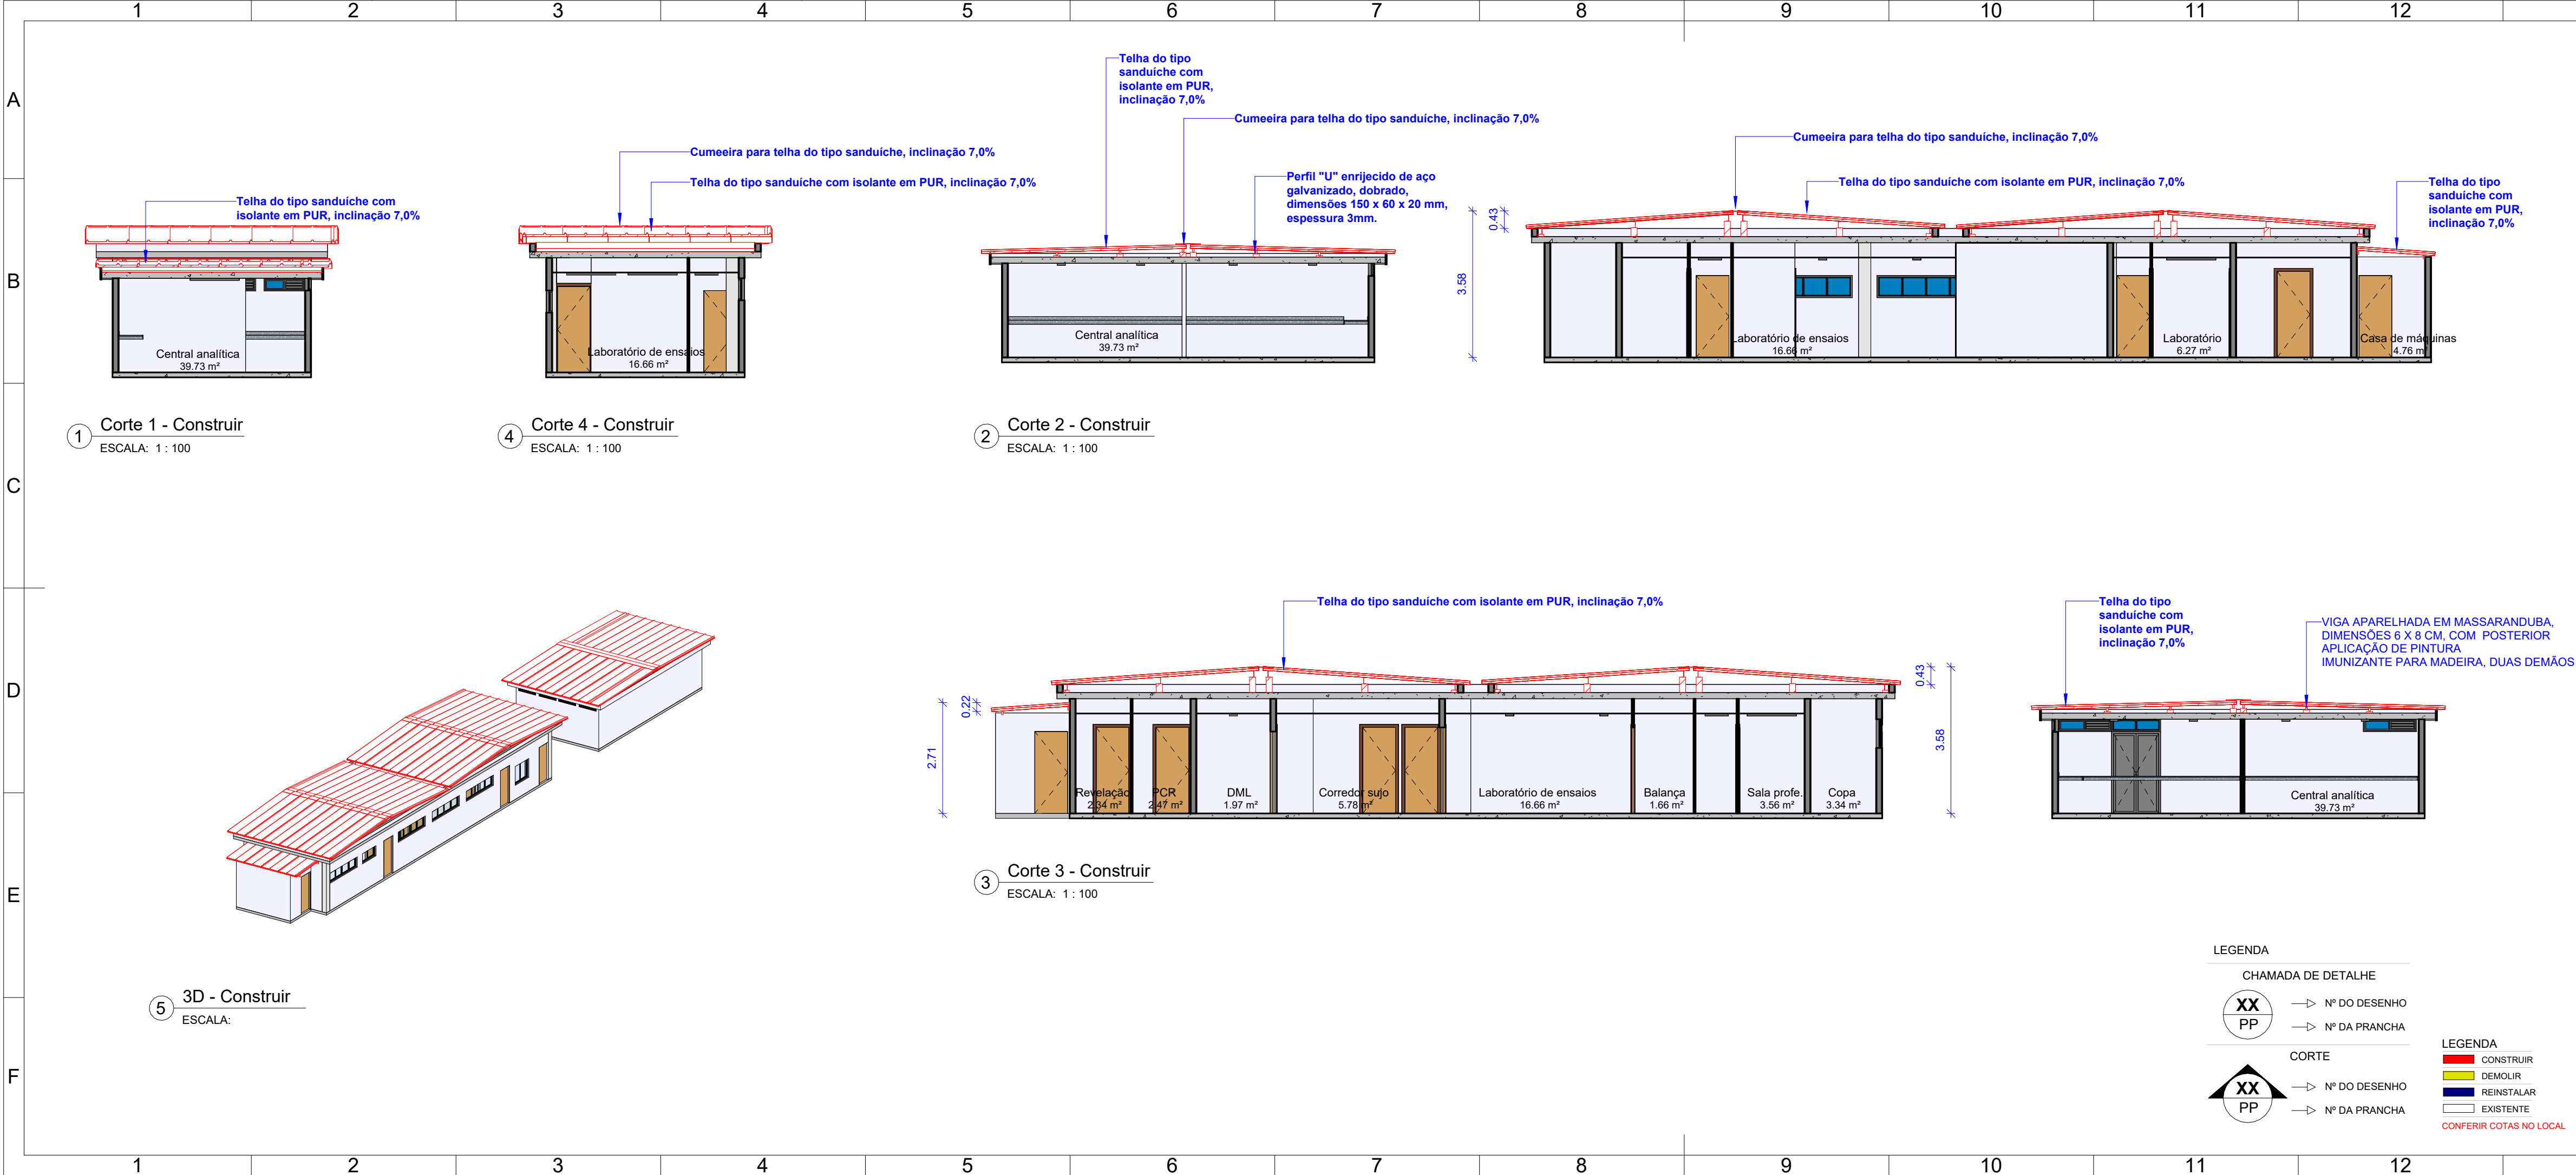 1 2 3 4 5 6 7 8 9 10 11 12
A
B
C
D
E
F
Telha do tipo sanduíche com
isolante em PUR, inclinação 7,0%
Central analítica
39.73 m²
1
Corte 1 - Construir
ESCALA: 1 : 100
Cumeeira para telha do tipo sanduíche, inclinação 7,0%
Telha do tipo sanduíche com isolante em PUR, inclinação 7,0%
Laboratório de ensaios
16.66 m²
4
Corte 4 - Construir
ESCALA: 1 : 100
Telha do tipo
sanduíche com
isolante em PUR,
inclinação 7,0%
Cumeeira para telha do tipo sanduíche, inclinação 7,0%
Perfil "U" enrijecido de aço
galvanizado, dobrado,
dimensões 150 x 60 x 20 mm,
espessura 3mm.
Central analítica
39.73 m²
2
Corte 2 - Construir
ESCALA: 1 : 100
Cumeeira para telha do tipo sanduíche, inclinação 7,0%
Telha do tipo sanduíche com isolante em PUR, inclinação 7,0%
Telha do tipo
sanduíche com
isolante em PUR,
inclinação 7,0%
0.43
3.58
Laboratório de ensaios
16.66 m²
Laboratório
6.27 m²
Casa de máquinas
4.76 m²
5
3D - Construir
ESCALA:
Telha do tipo sanduíche com isolante em PUR, inclinação 7,0%
0.22
2.71
0.43
3.58
Revelação
2.34 m²
PCR
2.47 m²
DML
1.97 m²
Corredor sujo
5.78 m²
Laboratório de ensaios
16.66 m²
Balança
1.66 m²
Sala profe.
3.56 m²
Copa
3.34 m²
3
Corte 3 - Construir
ESCALA: 1 : 100
Telha do tipo
sanduíche com
isolante em PUR,
inclinação 7,0%
VIGA APARELHADA EM MASSARANDUBA,
DIMENSÕES 6 X 8 CM, COM POSTERIOR
APLICAÇÃO DE PINTURA
IMUNIZANTE PARA MADEIRA, DUAS DEMÃOS
Central analítica
39.73 m²
LEGENDA
CHAMADA DE DETALHE
XX
PP
Nº DO DESENHO
Nº DA PRANCHA
CORTE
XX
PP
Nº DO DESENHO
Nº DA PRANCHA
LEGENDA
CONSTRUIR
DEMOLIR
REINSTALAR
EXISTENTE
CONFERIR COTAS NO LOCAL
1 2 3 4 5 6 7 8 9 10 11 12